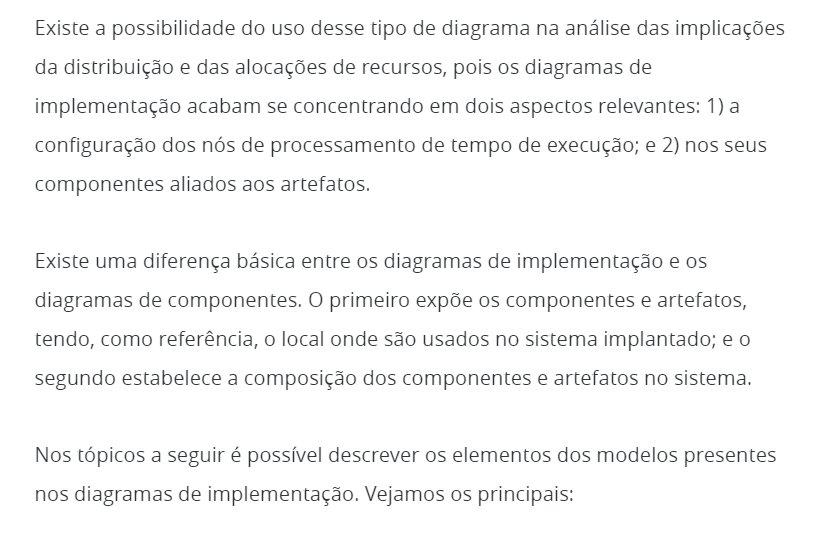 Existe a possibilidade do uso desse tipo de diagrama na análise das implicações
da distribuição e das alocações de recursos, pois os diagramas de
implementação acabam se concentrando em dois aspectos relevantes: 1) a
configuração dos nós de processamento de tempo de execução; e 2) nos seus
componentes aliados aos artefatos.
Existe uma diferença básica entre os diagramas de implementação e os
diagramas de componentes. O primeiro expõe os componentes e artefatos,
tendo, como referência, o local onde são usados no sistema implantado; e o
segundo estabelece a composição dos componentes e artefatos no sistema.
Nos tópicos a seguir é possível descrever os elementos dos modelos presentes
nos diagramas de implementação. Vejamos os principais: